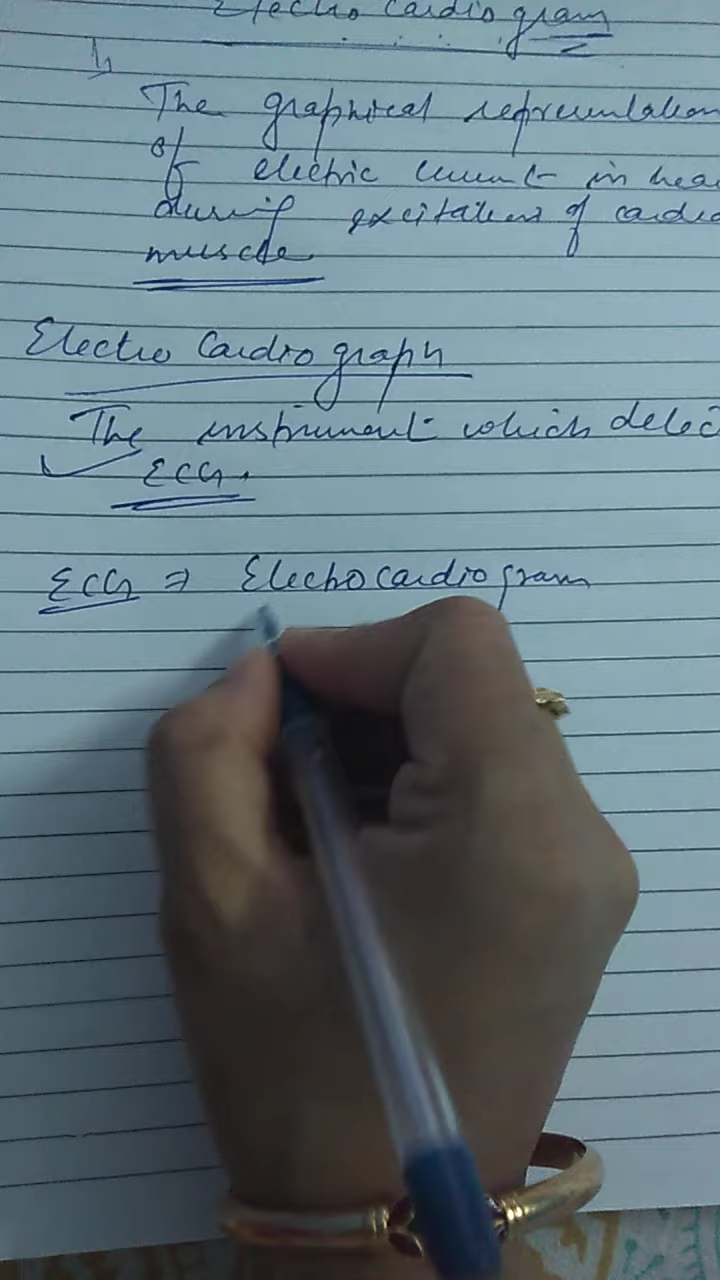 Electro Cardiogram
The graphical representation
of electric current in hea
during excitation of cardi
muscle
Electro Cardiograph
The instrument which detec
ECG.
ECG ⇒ Electrocardiogram